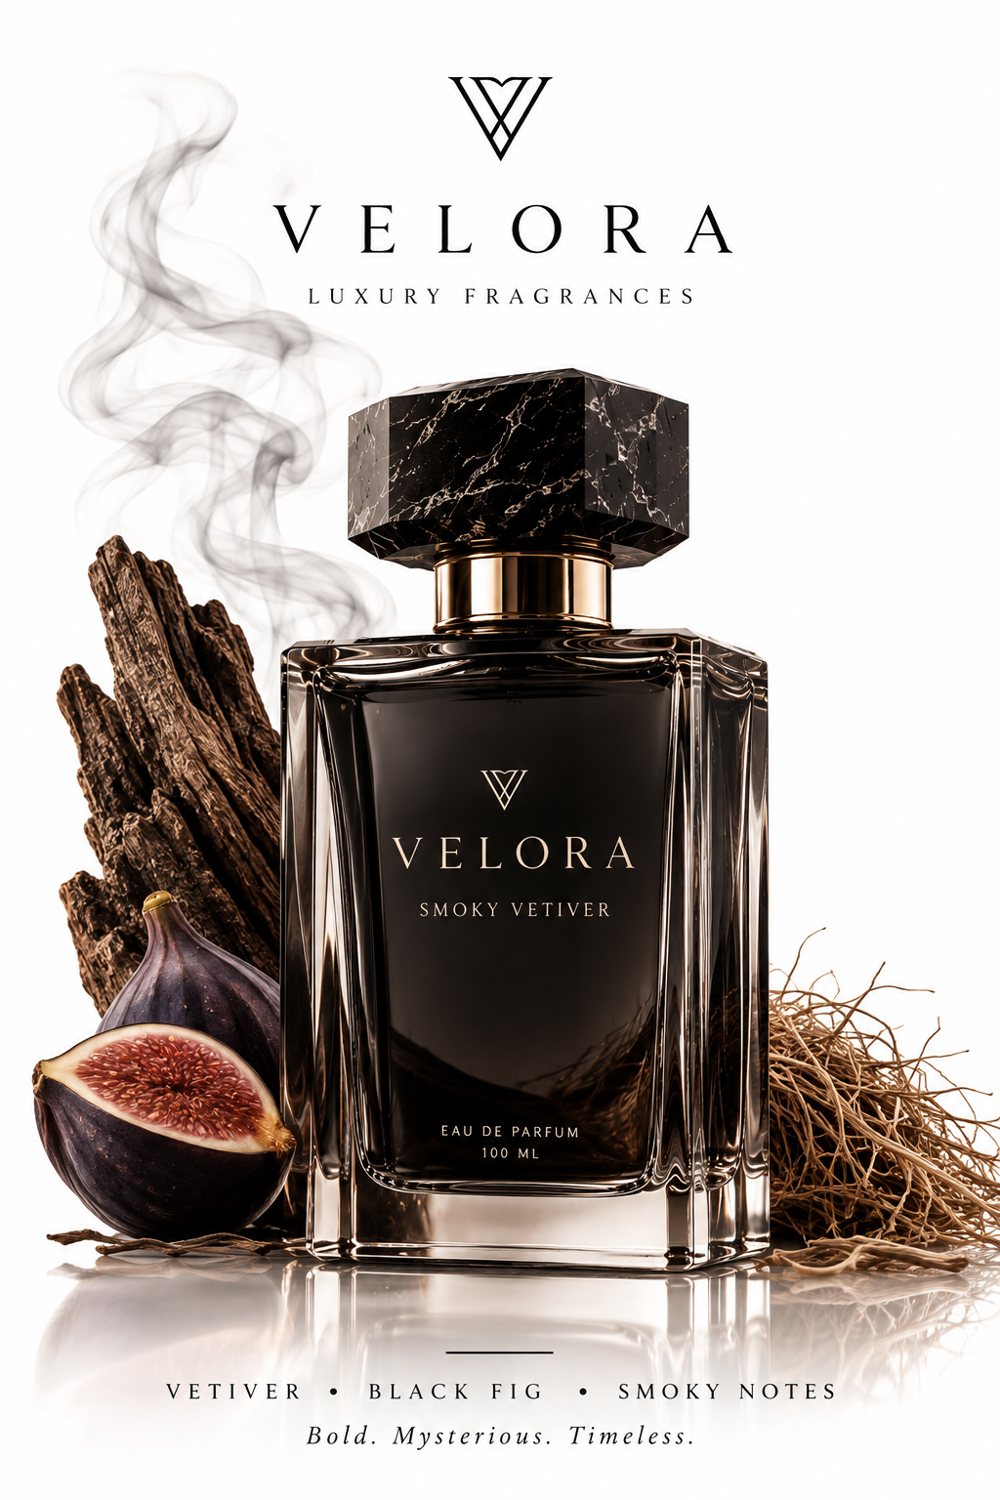 VELORA
LUXURY FRAGRANCES
VELORA
SMOKY VETIVER
EAU DE PARFUM
100 ML
VETIVER • BLACK FIG • SMOKY NOTES
Bold. Mysterious. Timeless.